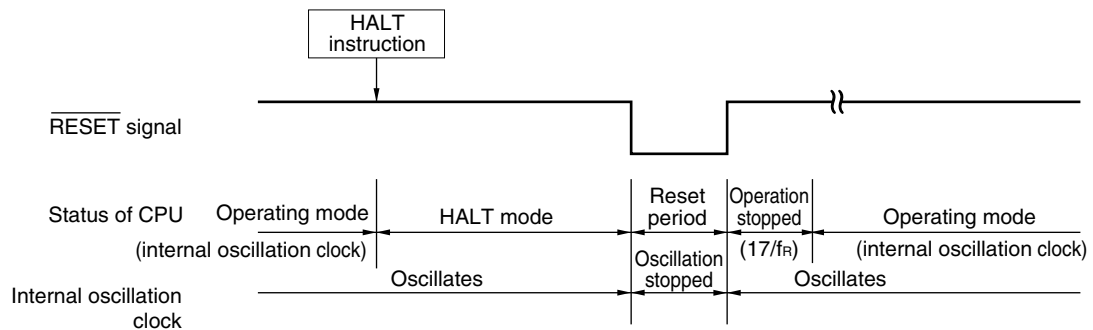 HALT
instruction
RESET signal
Status of CPU
Operating mode
(internal oscillation clock)
HALT mode
Reset
period
Operation
stopped
(17/fR)
Operating mode
(internal oscillation clock)
Internal oscillation
clock
Oscillates
Oscillation
stopped
Oscillates